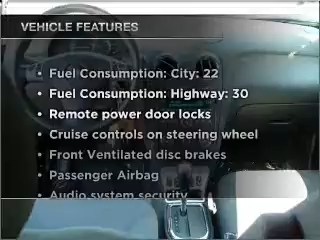 VEHICLE FEATURES
• Fuel Consumption: City: 22
• Fuel Consumption: Highway: 30
• Remote power door locks
• Cruise controls on steering wheel
• Front Ventilated disc brakes
• Passenger Airbag
• Audio system security